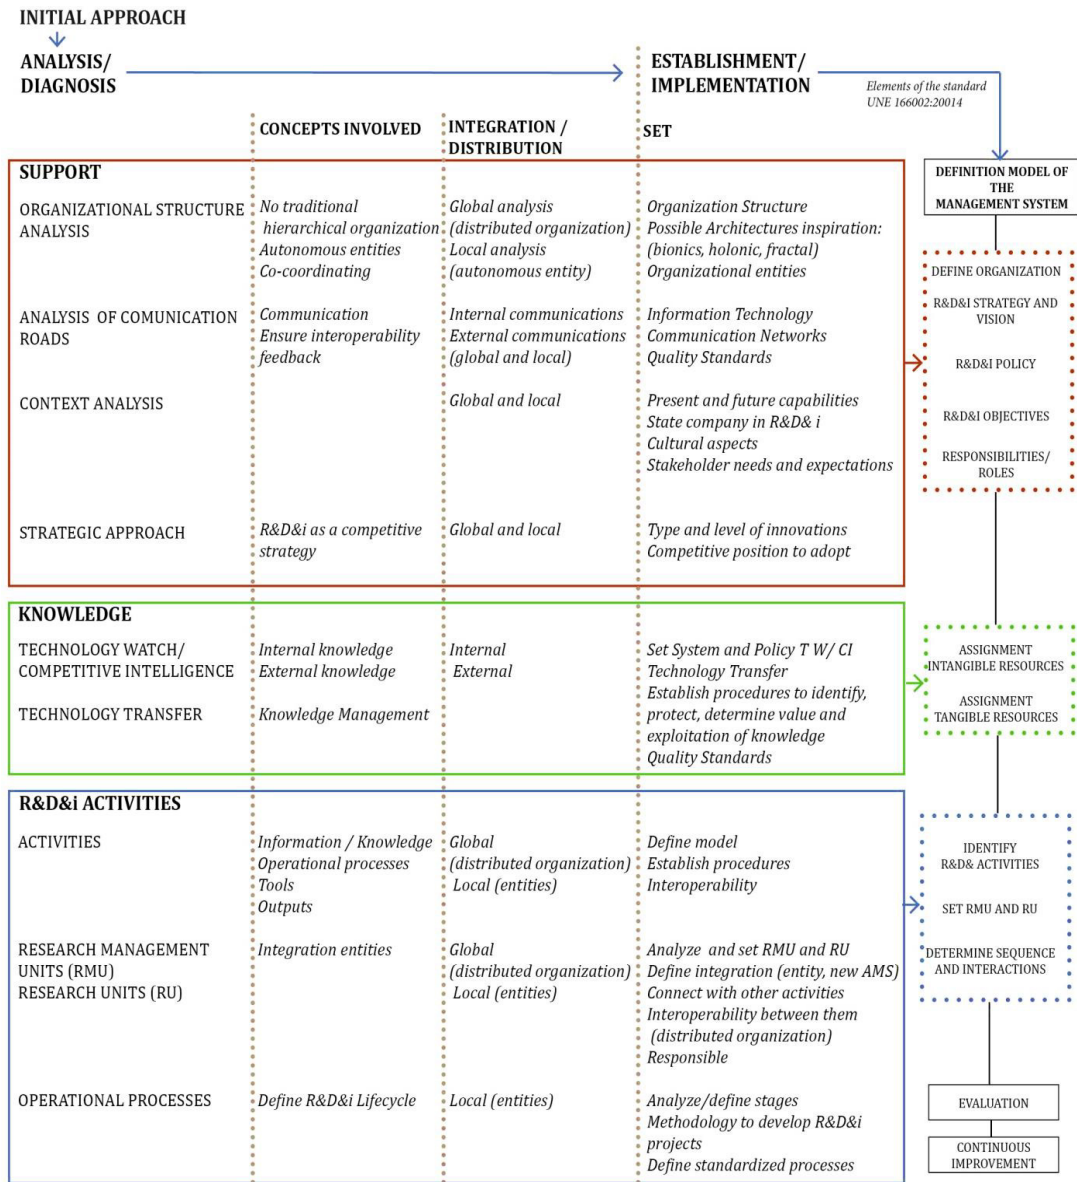 INITIAL APPROACH
ANALYSIS/
DIAGNOSIS
ESTABLISHMENT/
IMPLEMENTATION
Elements of the standard
UNE 166002:20014
CONCEPTS INVOLVED
INTEGRATION /
DISTRIBUTION
SET
DEFINITION MODEL OF
THE
MANAGEMENT SYSTEM
SUPPORT
ORGANIZATIONAL STRUCTURE
ANALYSIS
No traditional
hierarchical organization
Autonomous entities
Co-coordinating
Global analysis
(distributed organization)
Local analysis
(autonomous entity)
Organization Structure
Possible Architectures inspiration:
(bionics, holonic, fractal)
Organizational entities
ANALYSIS OF COMUNICATION
ROADS
Communication
Ensure interoperability
feedback
Internal communications
External communications
(global and local)
Information Technology
Communication Networks
Quality Standards
CONTEXT ANALYSIS
Global and local
Present and future capabilities
State company in R&D& i
Cultural aspects
Stakeholder needs and expectations
STRATEGIC APPROACH
R&D&i as a competitive
strategy
Global and local
Type and level of innovations
Competitive position to adopt
DEFINE ORGANIZATION
R&D&I STRATEGY AND
VISION
R&D&I POLICY
R&D&I OBJECTIVES
RESPONSIBILITIES/
ROLES
KNOWLEDGE
TECHNOLOGY WATCH/
COMPETITIVE INTELLIGENCE
Internal knowledge
External knowledge
Internal
External
Set System and Policy T W/ CI
Technology Transfer
Establish procedures to identify,
protect, determine value and
exploitation of knowledge
Quality Standards
TECHNOLOGY TRANSFER
Knowledge Management
ASSIGNMENT
INTANGIBLE RESOURCES
ASSIGNMENT
TANGIBLE RESOURCES
R&D&i ACTIVITIES
ACTIVITIES
Information / Knowledge
Operational processes
Tools
Outputs
Global
(distributed organization)
Local (entities)
Define model
Establish procedures
Interoperability
RESEARCH MANAGEMENT
UNITS (RMU)
RESEARCH UNITS (RU)
Integration entities
Global
(distributed organization)
Local (entities)
Analyze and set RMU and RU
Define integration (entity, new AMS)
Connect with other activities
Interoperability between them
(distributed organization)
Responsible
OPERATIONAL PROCESSES
Define R&D&i Lifecycle
Local (entities)
Analyze/define stages
Methodology to develop R&D&i
projects
Define standardized processes
IDENTIFY
R&D& ACTIVITIES
SET RMU AND RU
DETERMINE SEQUENCE
AND INTERACTIONS
EVALUATION
CONTINUOUS
IMPROVEMENT